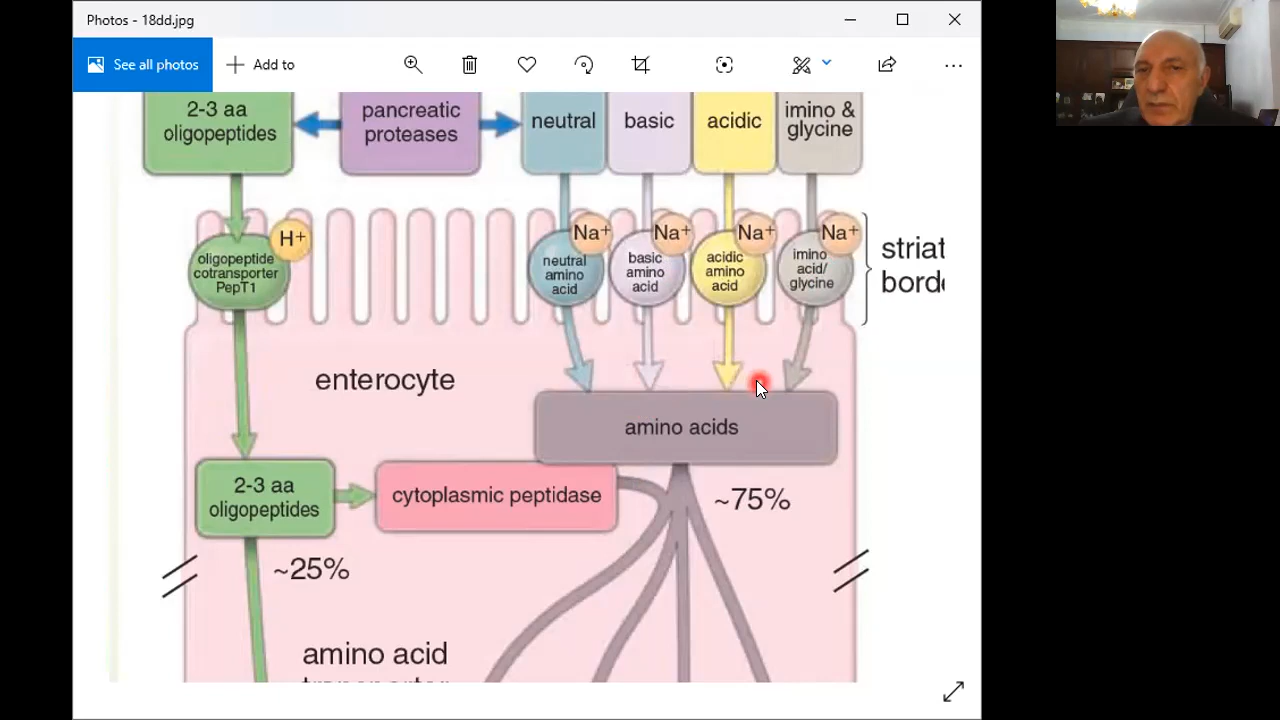 Photos - 18dd.jpg
See all photos
Add to
2-3 aa
oligopeptides
pancreatic
proteases
neutral
basic
acidic
imino &
glycine
H+
Na+
Na+
Na+
Na+
oligopeptide
cotransporter
PepT1
neutral
amino
acid
basic
amino
acid
acidic
amino
acid
imino
acid/
glycine
striat
bord
enterocyte
amino acids
2-3 aa
oligopeptides
cytoplasmic peptidase
~75%
~25%
amino acid